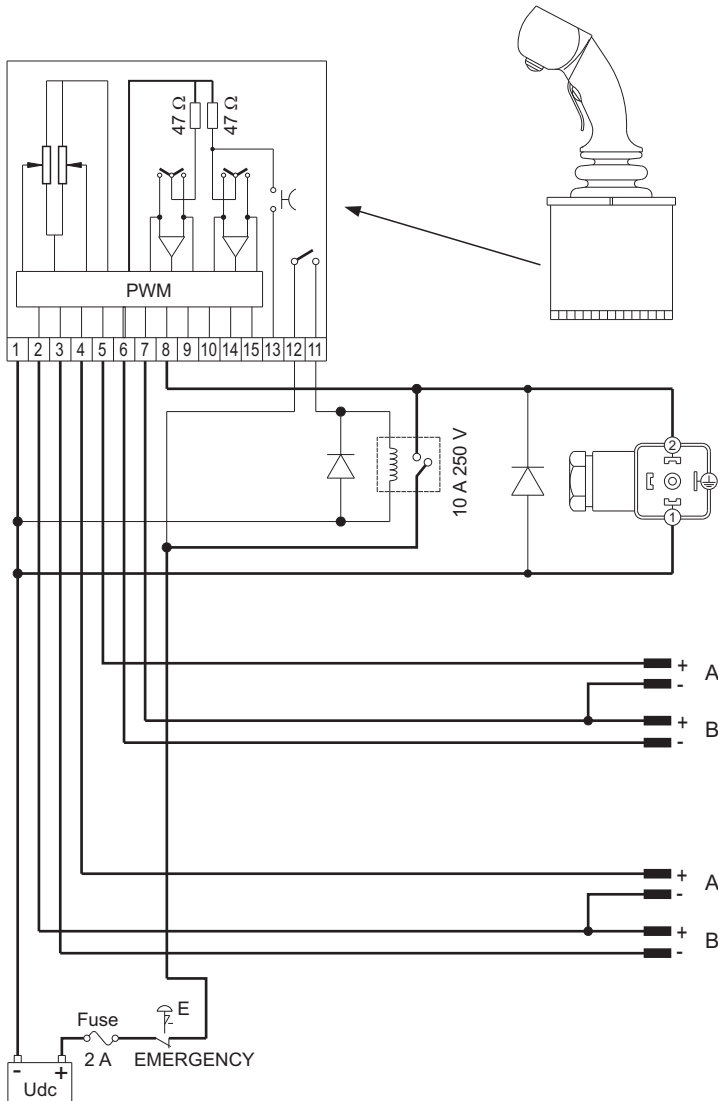 47 Ω
47 Ω
PWM
1 2 3 4 5 6 7 8 9 10 14 15 13 12 11
10 A 250 V
2
1
+ A
-
+ B
-
+ A
-
+ B
-
E
Fuse
2 A EMERGENCY
- +
Udc